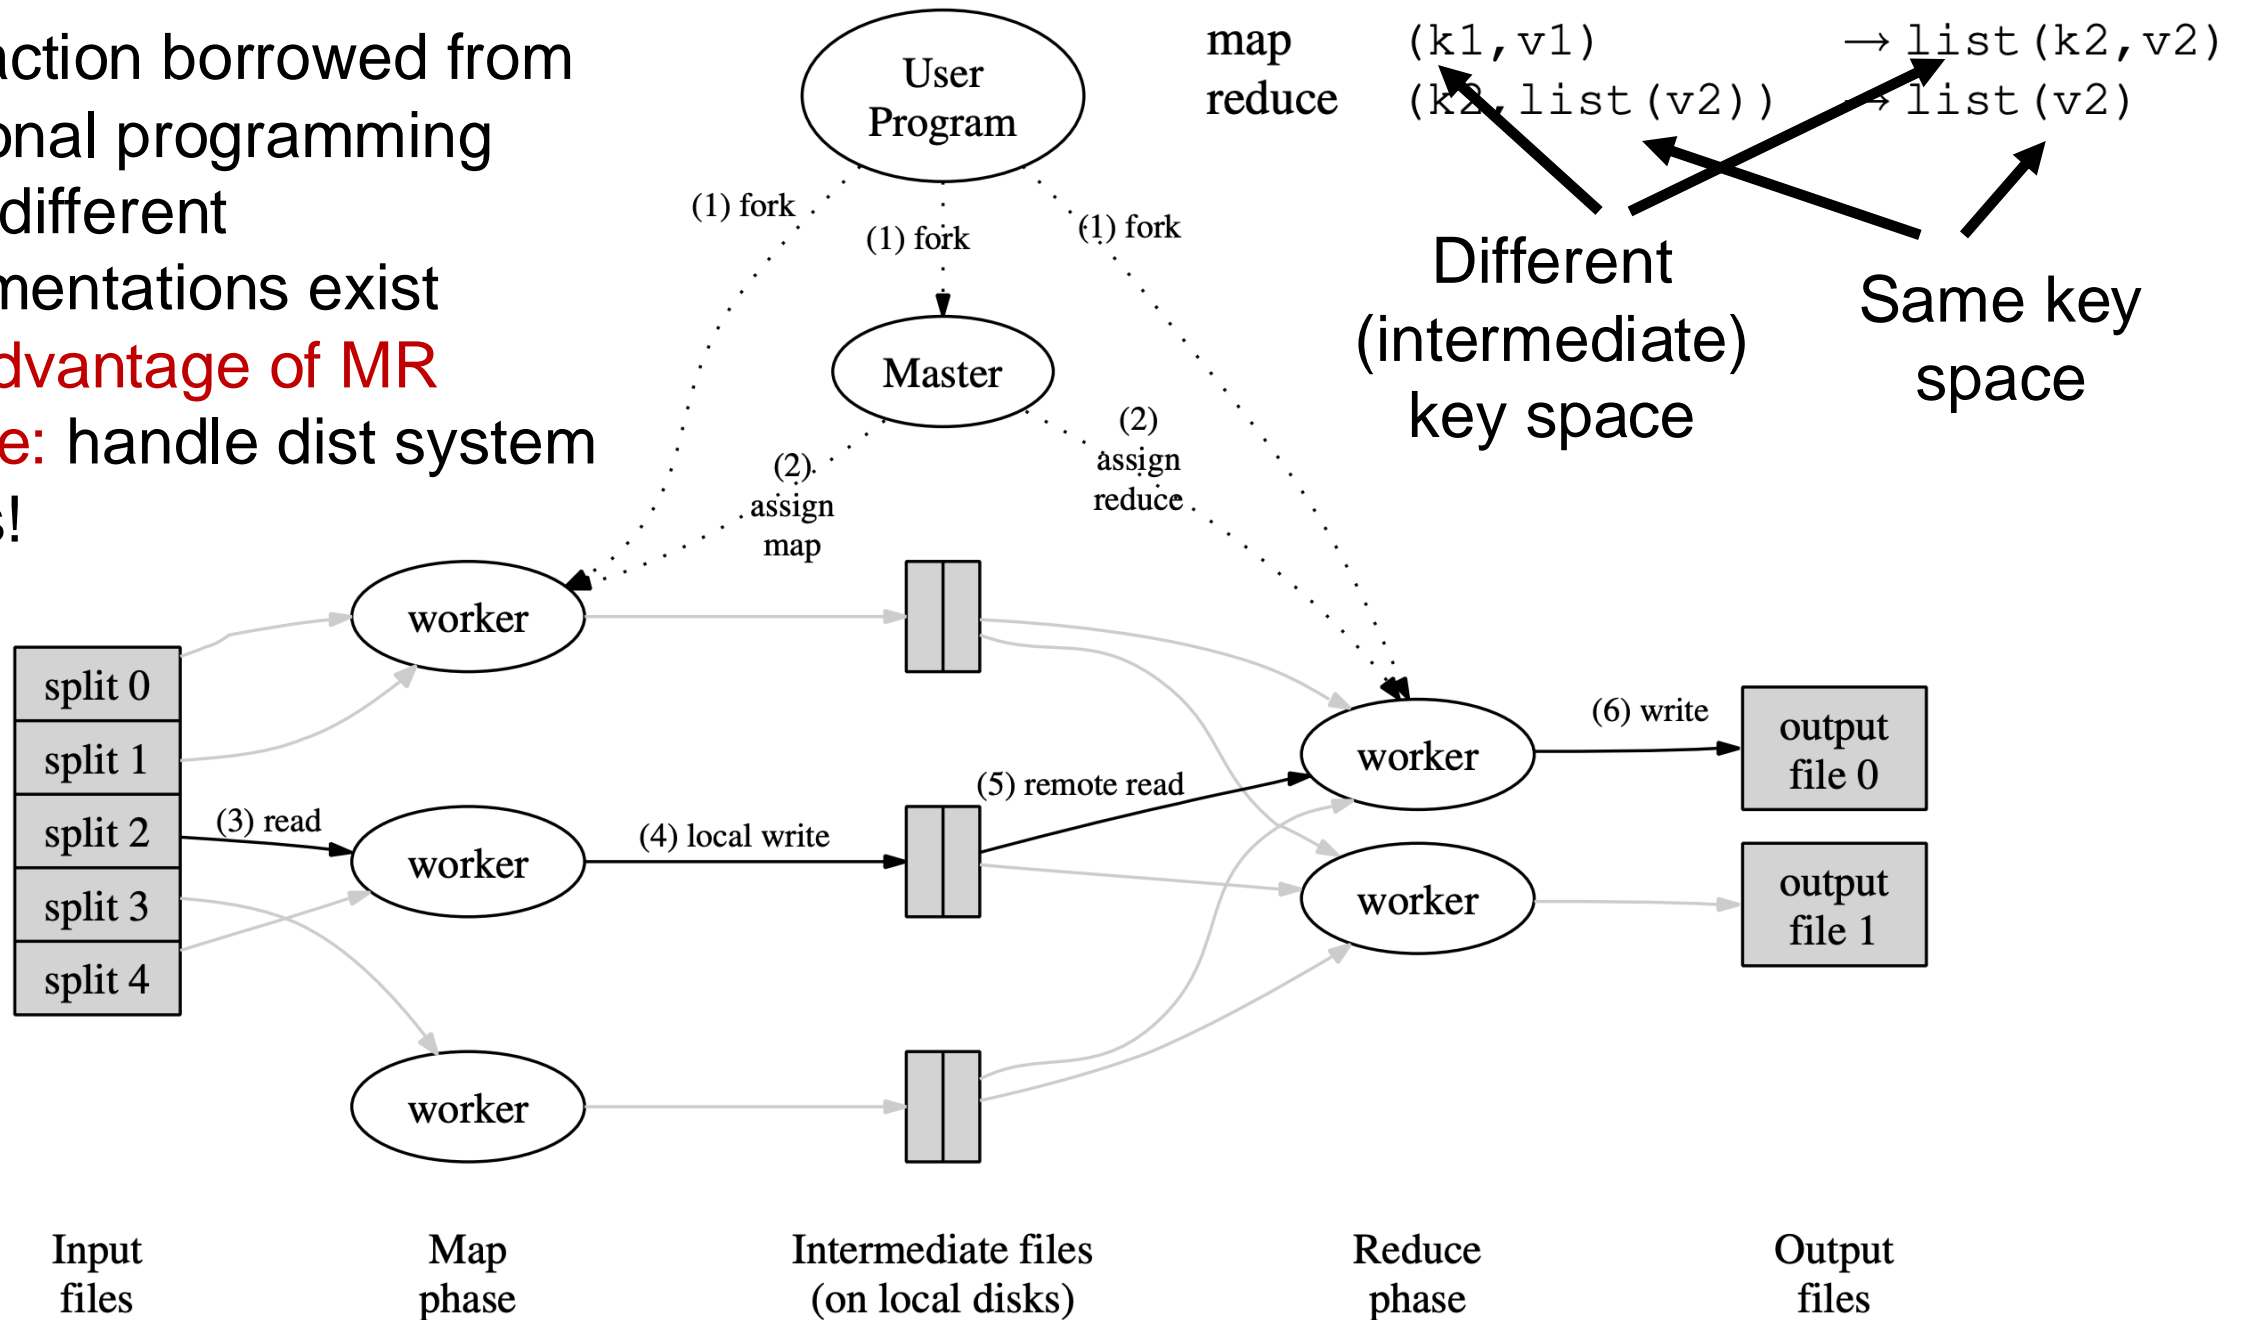 action borrowed from
onal programming
different
mentations exist
dvantage of MR
e: handle dist system
s!
User
Program
map (k1,v1) → list(k2,v2)
reduce (k2,list(v2)) → list(v2)
(1) fork
(1) fork
(1) fork
Different
(intermediate)
key space
Same key
space
Master
(2)
assign
map
(2)
assign
reduce
split 0
split 1
split 2
split 3
split 4
(3) read
worker
worker
worker
(4) local write
(5) remote read
worker
worker
(6) write
output
file 0
output
file 1
Input
files
Map
phase
Intermediate files
(on local disks)
Reduce
phase
Output
files